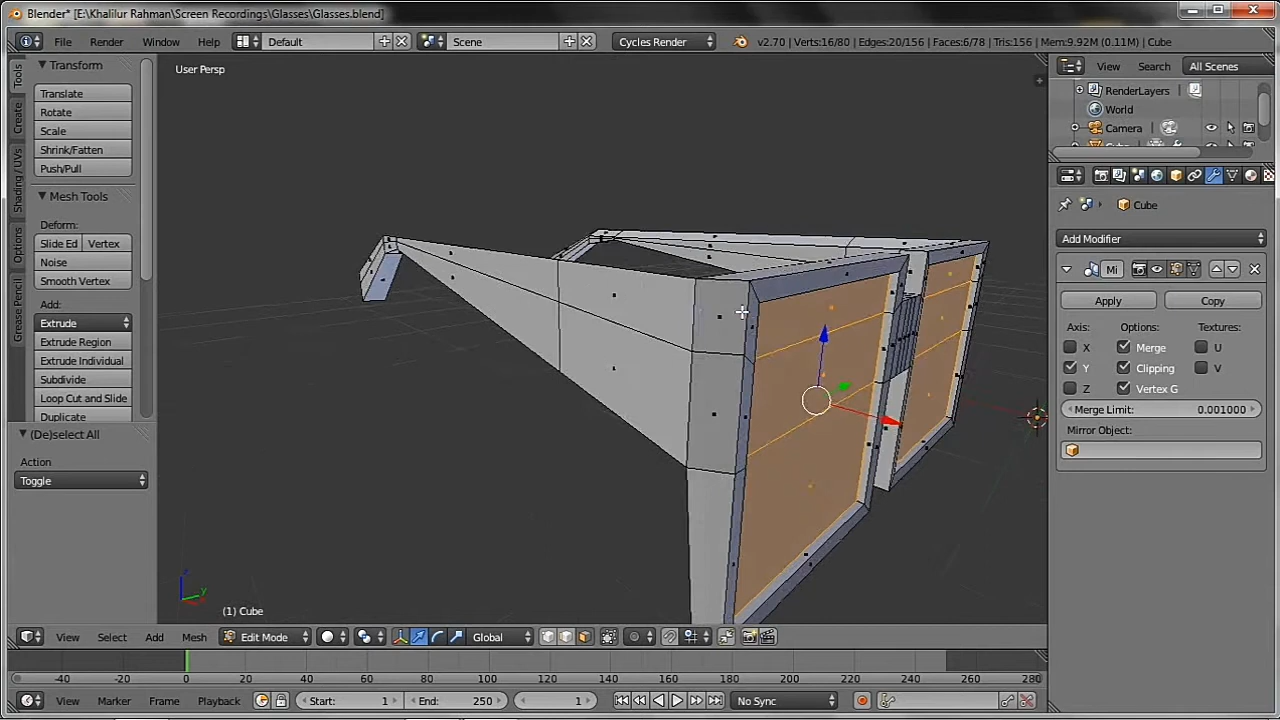 Blender* [E:\Khalilur Rahman\Screen Recordings\Glasses\Glasses.blend]
File Render Window Help Default Scene Cycles Render v2.70 | Verts:16/80 | Edges:20/156 | Faces:6/78 | Tris:156 | Mem:9.92M (0.11M) | Cube
Tools
Create
Shading / UVs
Options
Grease Pencil
Transform
Translate
Rotate
Scale
Shrink/Fatten
Push/Pull
Mesh Tools
Deform:
Slide Ed Vertex
Noise
Smooth Vertex
Add:
Extrude
Extrude Region
Extrude Individual
Subdivide
Loop Cut and Slide
Duplicate
(De)select All
Action
Toggle
User Persp
z
y
(1) Cube
View Search All Scenes
RenderLayers
World
Camera
Cube
Add Modifier
Mi
Apply Copy
Axis: Options: Textures:
X Merge U
Y Clipping V
Z Vertex G
Merge Limit: 0.001000
Mirror Object:
View Select Add Mesh Edit Mode Global
-40 -20 0 20 40 60 80 100 120 140 160 180 200 220 240 260 280
View Marker Frame Playback Start: 1 End: 250 1 No Sync